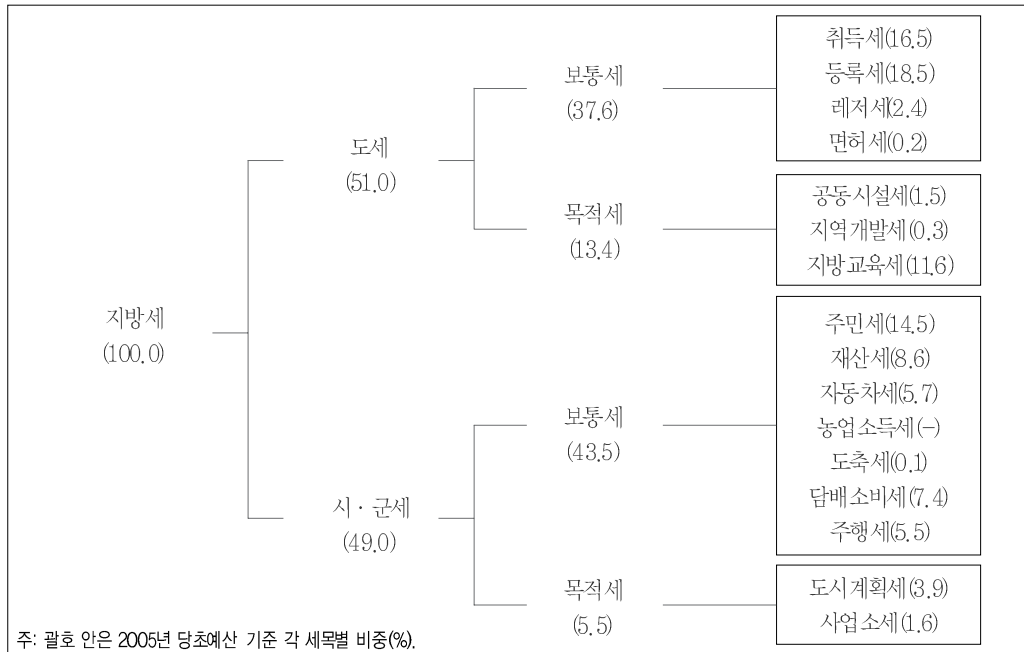 지방세
(100.0)
도세
(51.0)
보통세
(37.6)
취득세(16.5)
등록세(18.5)
레저세(2.4)
면허세(0.2)
목적세
(13.4)
공동시설세(1.5)
지역개발세(0.3)
지방교육세(11.6)
시·군세
(49.0)
보통세
(43.5)
주민세(14.5)
재산세(8.6)
자동차세(5.7)
농업소득세(-)
도축세(0.1)
담배소비세(7.4)
주행세(5.5)
목적세
(5.5)
도시계획세(3.9)
사업소세(1.6)
주: 괄호 안은 2005년 당초예산 기준 각 세목별 비중(%).